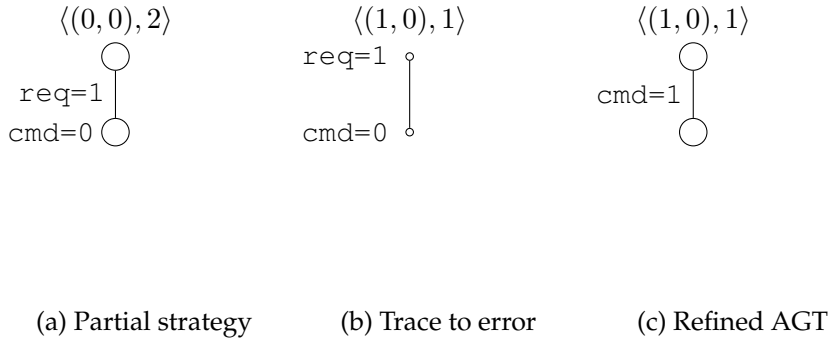 ⟨(0, 0), 2⟩
req=1
cmd=0
(a) Partial strategy
⟨(1, 0), 1⟩
req=1
cmd=0
(b) Trace to error
⟨(1, 0), 1⟩
cmd=1
(c) Refined AGT